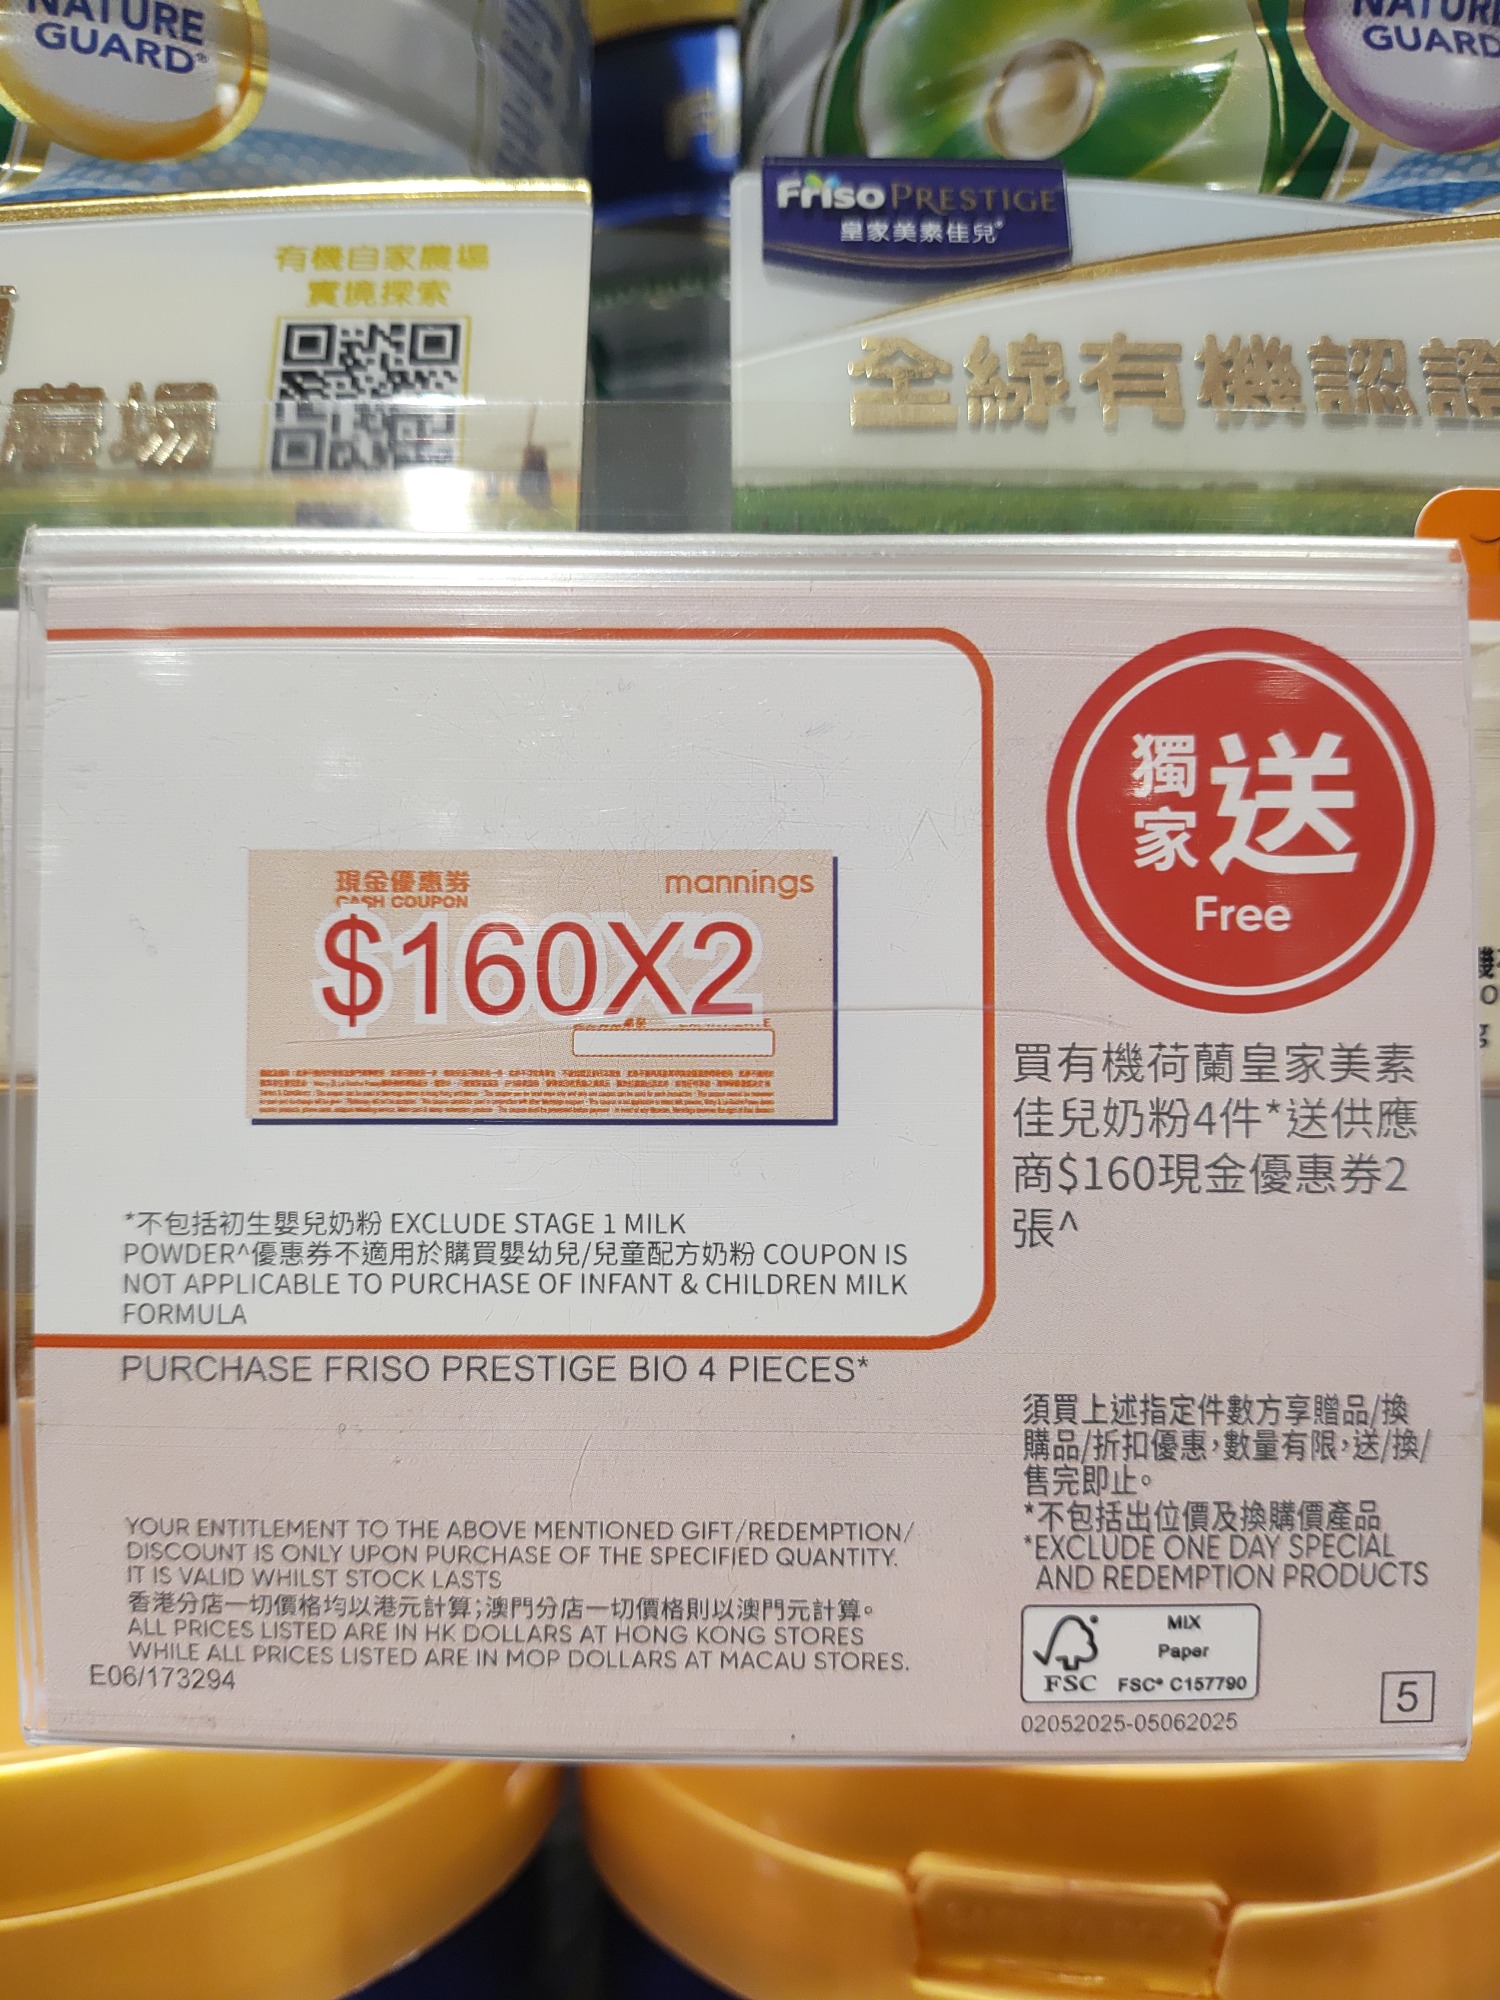 NATURE
GUARD®
NATURE
GUARD
Friso PRESTIGE
皇家美素佳兒®
有機自家農場
實境探索
農場
全線有機認證
現金優惠券
CASH COUPON
mannings
$160X2
獨家送
Free
買有機荷蘭皇家美素
佳兒奶粉4件*送供應
商$160現金優惠券2
張^
*不包括初生嬰兒奶粉 EXCLUDE STAGE 1 MILK
POWDER^優惠券不適用於購買嬰幼兒/兒童配方奶粉 COUPON IS
NOT APPLICABLE TO PURCHASE OF INFANT & CHILDREN MILK
FORMULA
PURCHASE FRISO PRESTIGE BIO 4 PIECES*
須買上述指定件數方享贈品/換
購品/折扣優惠,數量有限,送/換/
售完即止。
*不包括出位價及換購價產品
*EXCLUDE ONE DAY SPECIAL
AND REDEMPTION PRODUCTS
YOUR ENTITLEMENT TO THE ABOVE MENTIONED GIFT/REDEMPTION/
DISCOUNT IS ONLY UPON PURCHASE OF THE SPECIFIED QUANTITY.
IT IS VALID WHILST STOCK LASTS
香港分店一切價格均以港元計算;澳門分店一切價格則以澳門元計算。
ALL PRICES LISTED ARE IN HK DOLLARS AT HONG KONG STORES
WHILE ALL PRICES LISTED ARE IN MOP DOLLARS AT MACAU STORES.
E06/173294
FSC
MIX
Paper
FSC® C157790
02052025-05062025
5